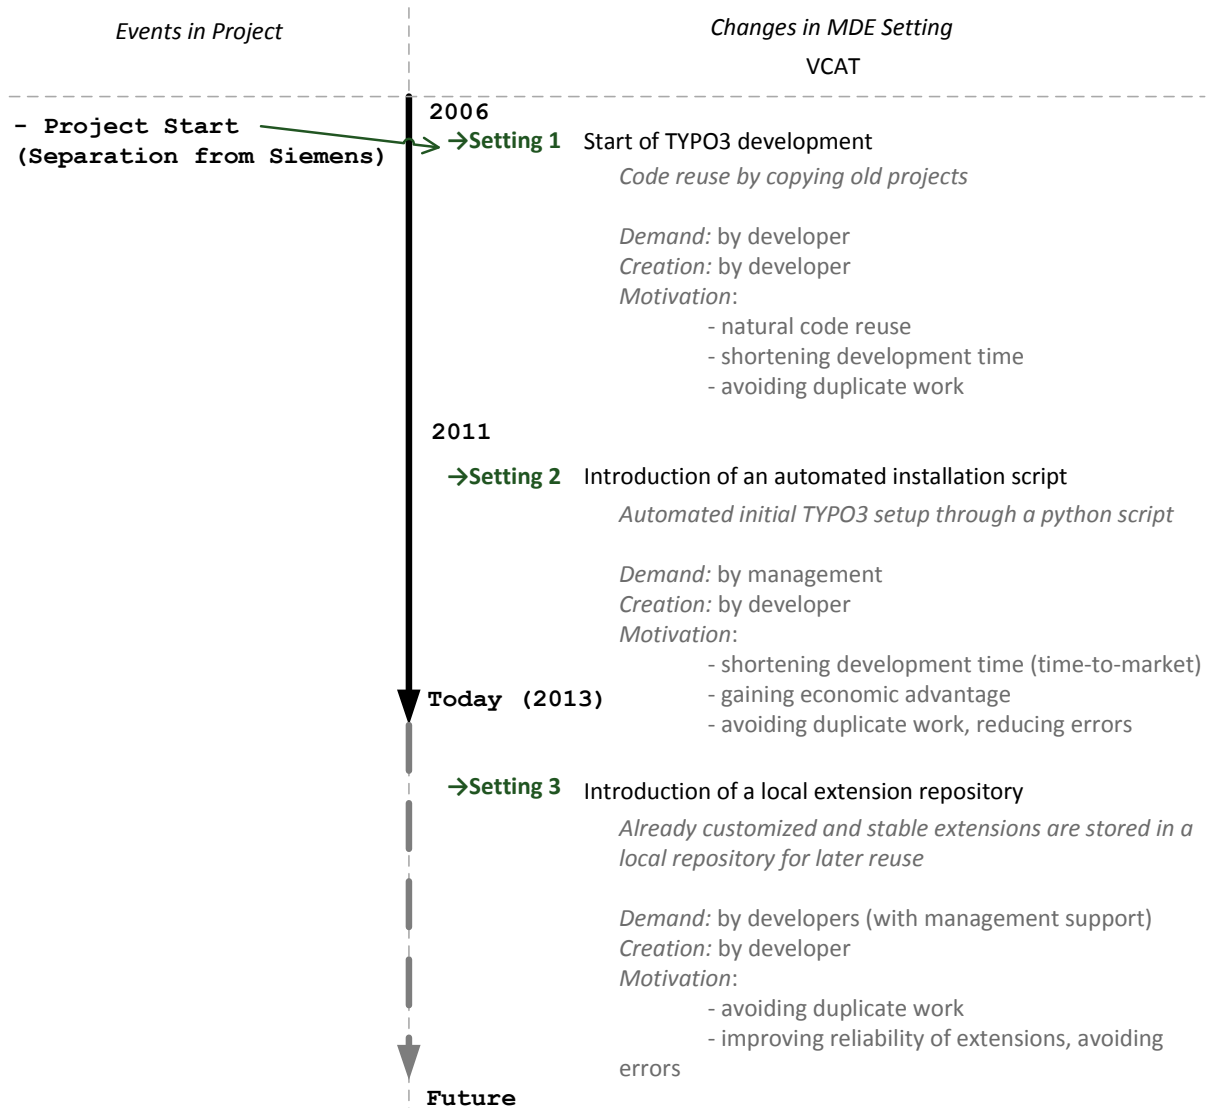 Events in Project
Changes in MDE Setting
VCAT
2006
- Project Start
(Separation from Siemens)
→Setting 1 Start of TYPO3 development
Code reuse by copying old projects
Demand: by developer
Creation: by developer
Motivation:
- natural code reuse
- shortening development time
- avoiding duplicate work
2011
→Setting 2 Introduction of an automated installation script
Automated initial TYPO3 setup through a python script
Demand: by management
Creation: by developer
Motivation:
- shortening development time (time-to-market)
- gaining economic advantage
Today (2013)
- avoiding duplicate work, reducing errors
→Setting 3 Introduction of a local extension repository
Already customized and stable extensions are stored in a
local repository for later reuse
Demand: by developers (with management support)
Creation: by developer
Motivation:
- avoiding duplicate work
- improving reliability of extensions, avoiding
errors
Future